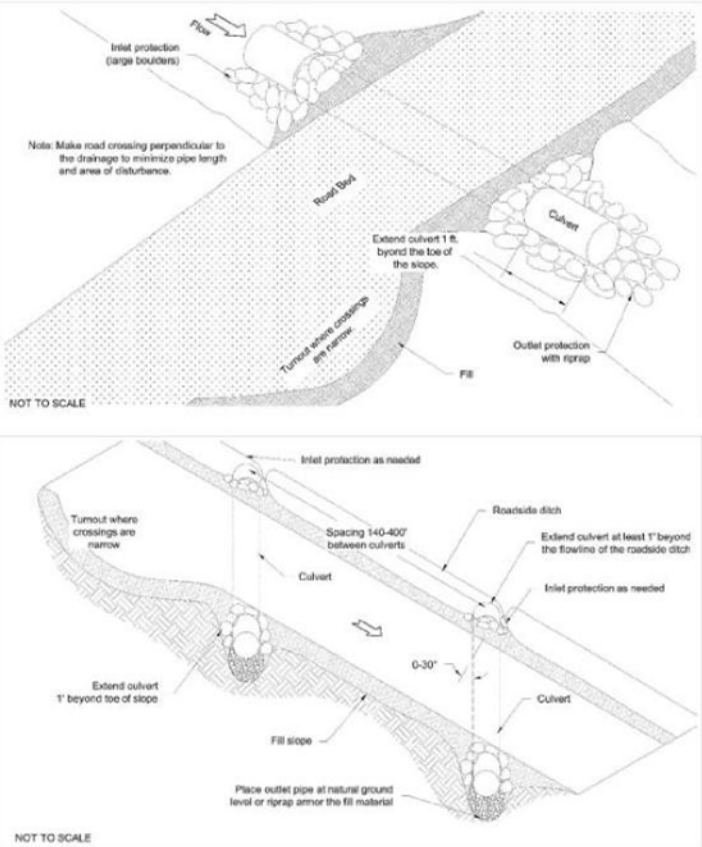 Flow
Inlet protection
(large boulders)
Note: Make road crossing perpendicular to
the drainage to minimize pipe length
and area of disturbance.
Road Bed
Culvert
Extend culvert 1 ft.
byond the toe of
the slope.
Turnout where crossings
are narrow.
Outlet protection
with riprap
Fill
NOT TO SCALE
Inlet protection as needed
Roadside ditch
Turnout where
crossings are
narrow
Spacing 140-400'
between culverts
Extend culvert at least 1' beyond
the flowline of the roadside ditch
Culvert
Inlet protection as needed
0-30°
Extend culvert
1' beyond toe of slope
Culvert
Fill slope
Place outlet pipe at natural ground
level or riprap armor the fill material
NOT TO SCALE